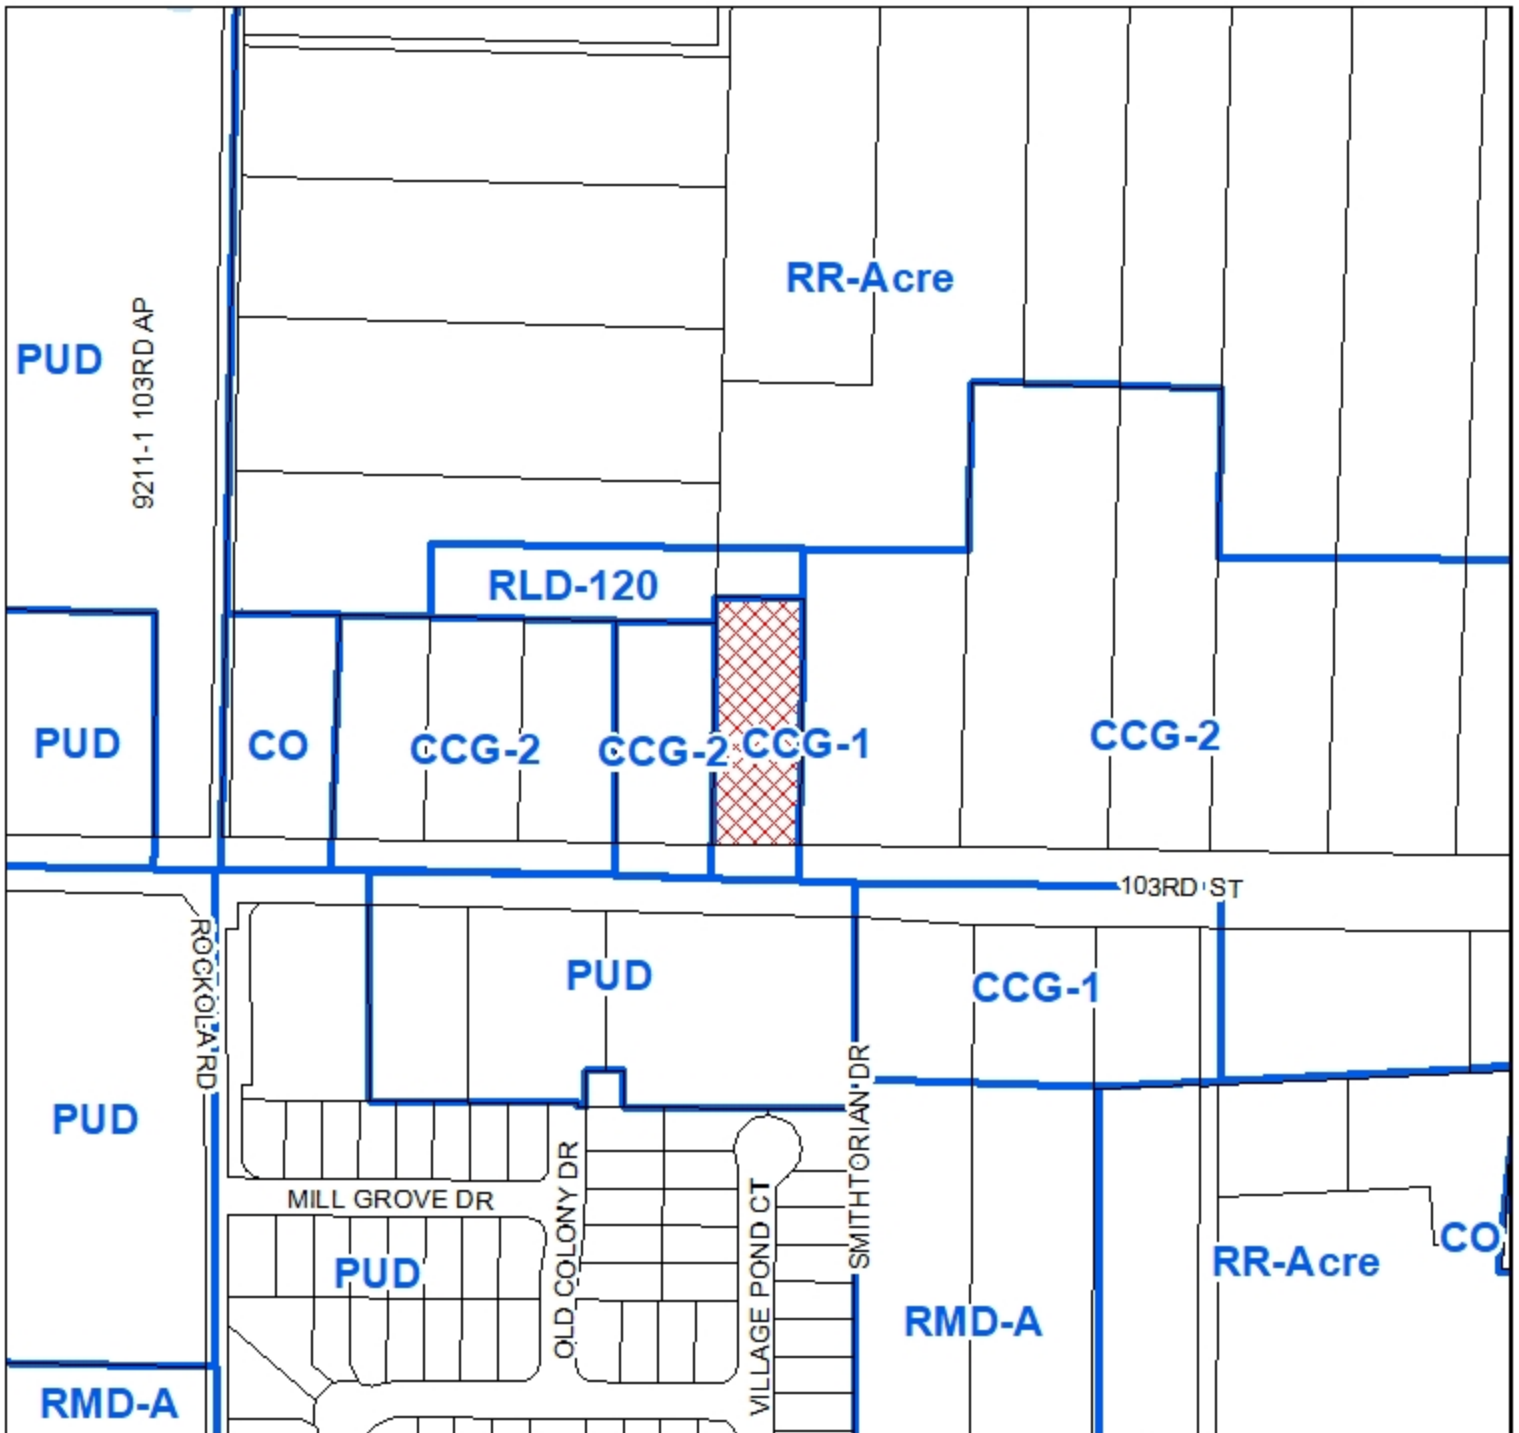 RR-Acre
PUD
9211-1 103RD AP
RLD-120
PUD
CO
CCG-2
CCG-2
CCG-1
CCG-2
103RD ST
ROCKOLA RD
PUD
CCG-1
PUD
SMITHTORIAN DR
MILL GROVE DR
OLD COLONY DR
VILLAGE POND CT
PUD
RR-Acre
CO
RMD-A
RMD-A